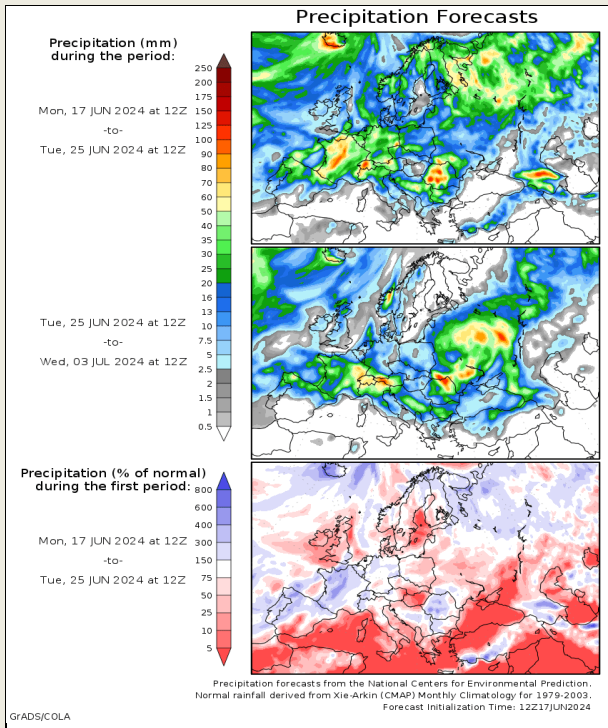 Precipitation Forecasts
Precipitation (mm)
during the period:
Mon, 17 JUN 2024 at 12Z
-to-
Tue, 25 JUN 2024 at 12Z
250
200
175
150
125
100
90
80
70
60
50
40
35
30
25
20
16
13
10
7.5
5
2.5
2
1.5
1
0.5
Tue, 25 JUN 2024 at 12Z
-to-
Wed, 03 JUL 2024 at 12Z
Precipitation (% of normal)
during the first period:
Mon, 17 JUN 2024 at 12Z
-to-
Tue, 25 JUN 2024 at 12Z
800
600
400
300
150
75
50
25
10
5
Precipitation forecasts from the National Centers for Environmental Prediction.
Normal rainfall derived from Xie-Arkin (CMAP) Monthly Climatology for 1979-2003.
Forecast Initialization Time: 12Z17JUN2024
GrADS/COLA